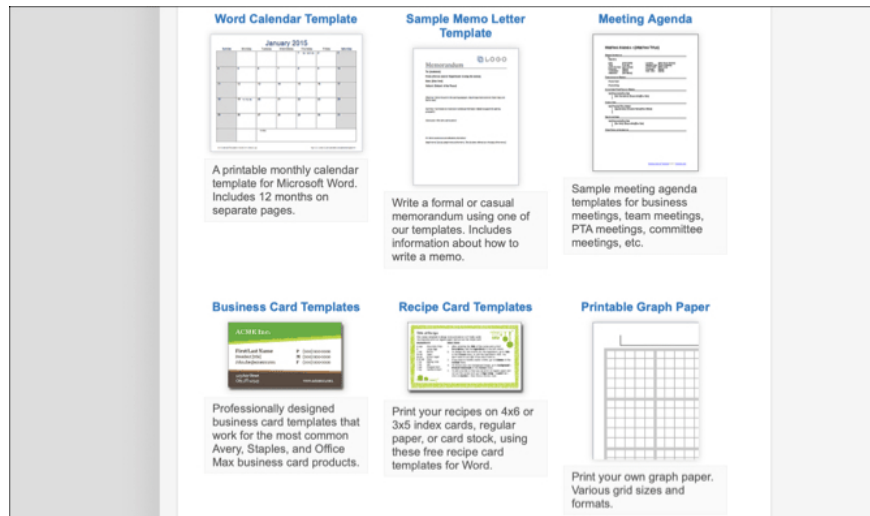 Word Calendar Template
January 2015
A printable monthly calendar
template for Microsoft Word.
Includes 12 months on
separate pages.
Sample Memo Letter
Template
LOGO
Memorandum
Write a formal or casual
memorandum using one of
our templates. Includes
information about how to
write a memo.
Meeting Agenda
Sample meeting agenda
templates for business
meetings, team meetings,
PTA meetings, committee
meetings, etc.
Business Card Templates
ACME Inc.
First Last Name
Professionally designed
business card templates that
work for the most common
Avery, Staples, and Office
Max business card products.
Recipe Card Templates
Title of Recipe
Print your recipes on 4x6 or
3x5 index cards, regular
paper, or card stock, using
these free recipe card
templates for Word.
Printable Graph Paper
Print your own graph paper.
Various grid sizes and
formats.